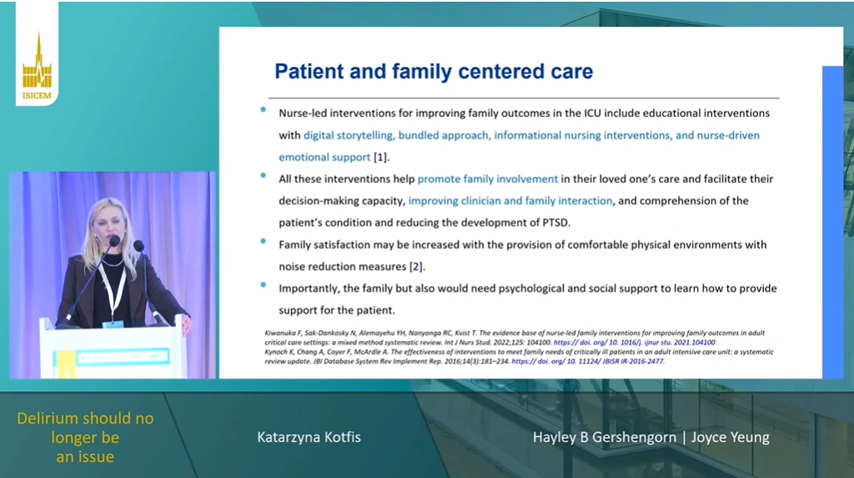 ISICEM
Patient and family centered care
Nurse-led interventions for improving family outcomes in the ICU include educational interventions
with digital storytelling, bundled approach, informational nursing interventions, and nurse-driven
emotional support [1].
All these interventions help promote family involvement in their loved one's care and facilitate their
decision-making capacity, improving clinician and family interaction, and comprehension of the
patient's condition and reducing the development of PTSD.
Family satisfaction may be increased with the provision of comfortable physical environments with
noise reduction measures [2].
Importantly, the family but also would need psychological and social support to learn how to provide
support for the patient.
Kiwanuka F, Sak-Dankosky N, Alemayehu YH, Nanyonga RC, Kvist T. The evidence base of nurse-led family interventions for improving family outcomes in adult
critical care settings: a mixed method systematic review. Int J Nurs Stud. 2022;125: 104100. https://doi. org/ 10. 1016/j. ijnur stu. 2021.104100
Kynoch K, Chang A, Coyer F, McArdle A. The effectiveness of interventions to meet family needs of critically ill patients in an adult intensive care unit: a systematic
review update. JBI Database System Rev Implement Rep. 2016;14(3):181–234. https://doi. org/ 10. 11124/ JBISR IR-2016-2477.
Delirium should no
longer be
an issue
Katarzyna Kotfis
Hayley B Gershengorn | Joyce Yeung